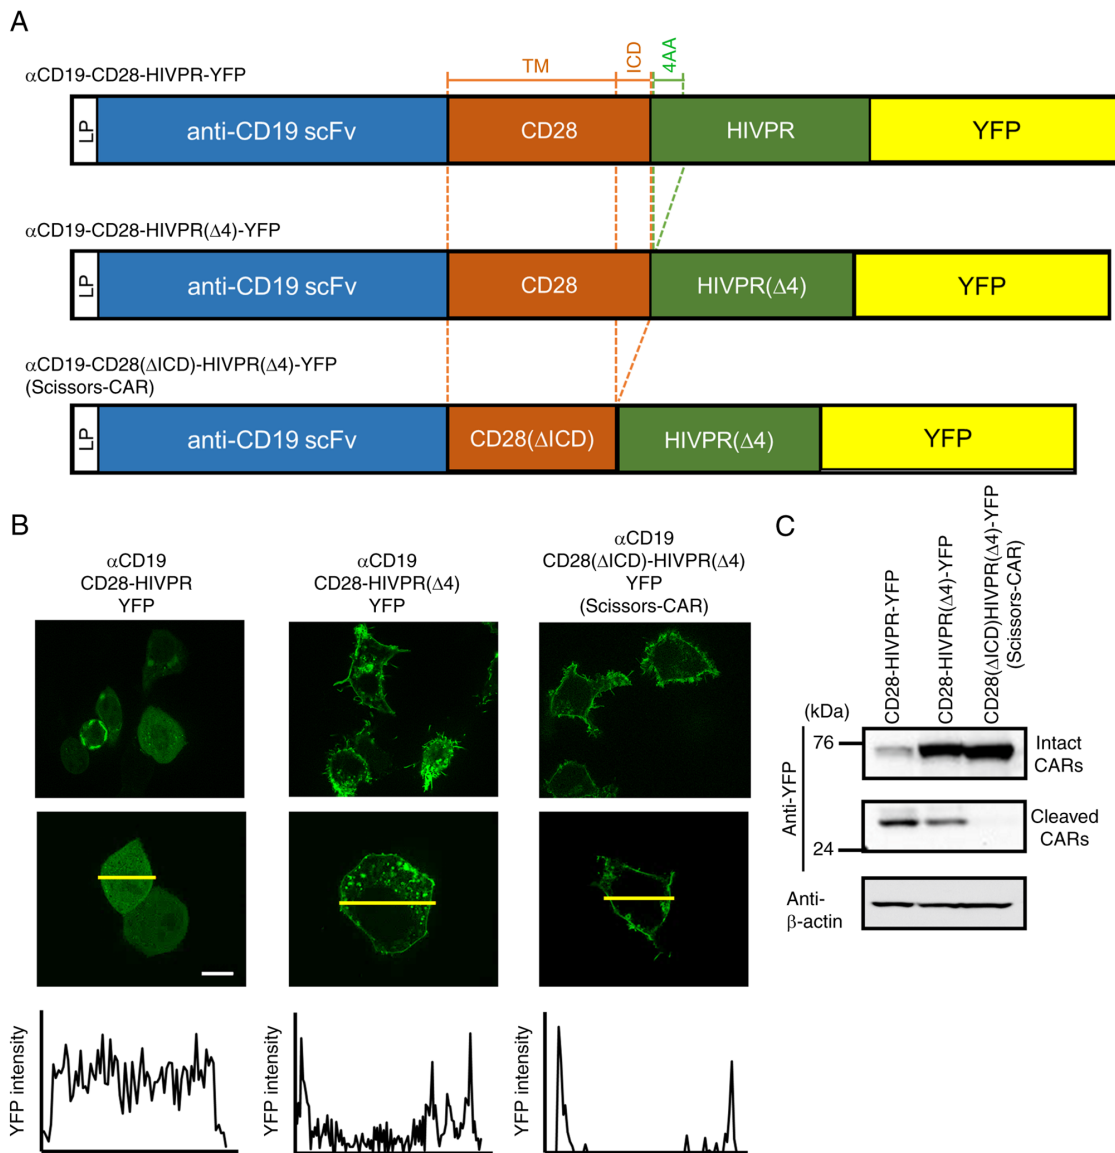 A
TM
ICD
4AA
αCD19-CD28-HIVPR-YFP
LP
anti-CD19 scFv
CD28
HIVPR
YFP
αCD19-CD28-HIVPR(Δ4)-YFP
LP
anti-CD19 scFv
CD28
HIVPR(Δ4)
YFP
αCD19-CD28(ΔICD)-HIVPR(Δ4)-YFP
(Scissors-CAR)
LP
anti-CD19 scFv
CD28(ΔICD)
HIVPR(Δ4)
YFP
B
αCD19
CD28-HIVPR
YFP
αCD19
CD28-HIVPR(Δ4)
YFP
αCD19
CD28(ΔICD)-HIVPR(Δ4)
YFP
(Scissors-CAR)
YFP intensity
YFP intensity
YFP intensity
C
CD28-HIVPR-YFP
CD28-HIVPR(Δ4)-YFP
CD28(ΔICD)HIVPR(Δ4)-YFP
(Scissors-CAR)
(kDa)
76
24
Anti-YFP
Intact
CARs
Cleaved
CARs
Anti-
β-actin